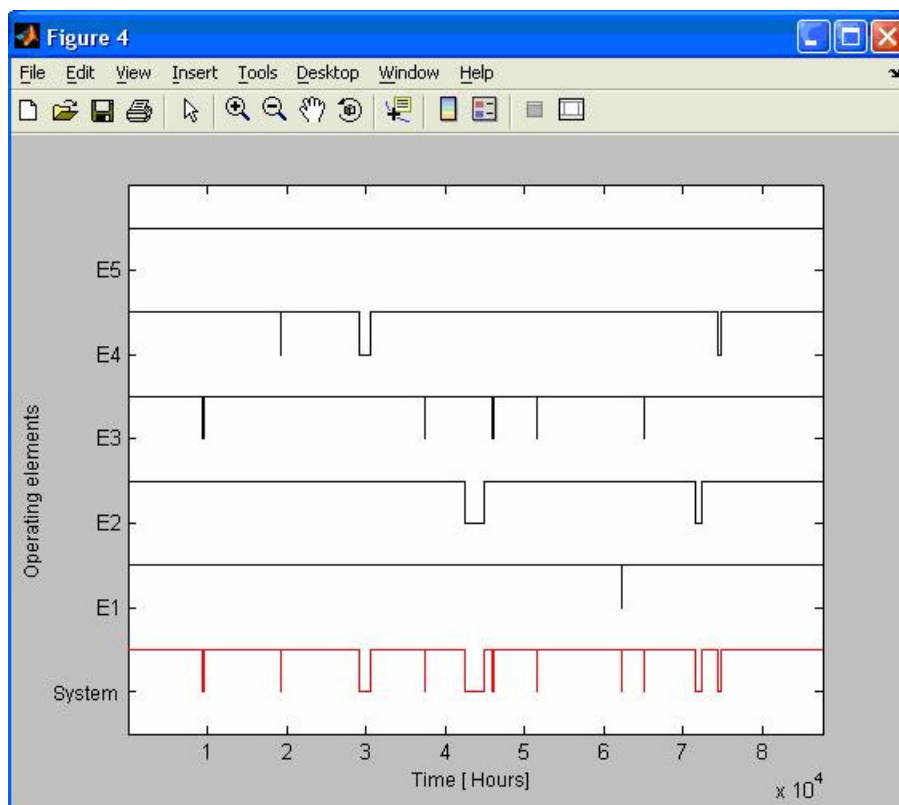 Figure 4
File Edit View Insert Tools Desktop Window Help
E5
E4
E3
E2
E1
System
Operating elements
1 2 3 4 5 6 7 8
Time [ Hours]
x 10^4